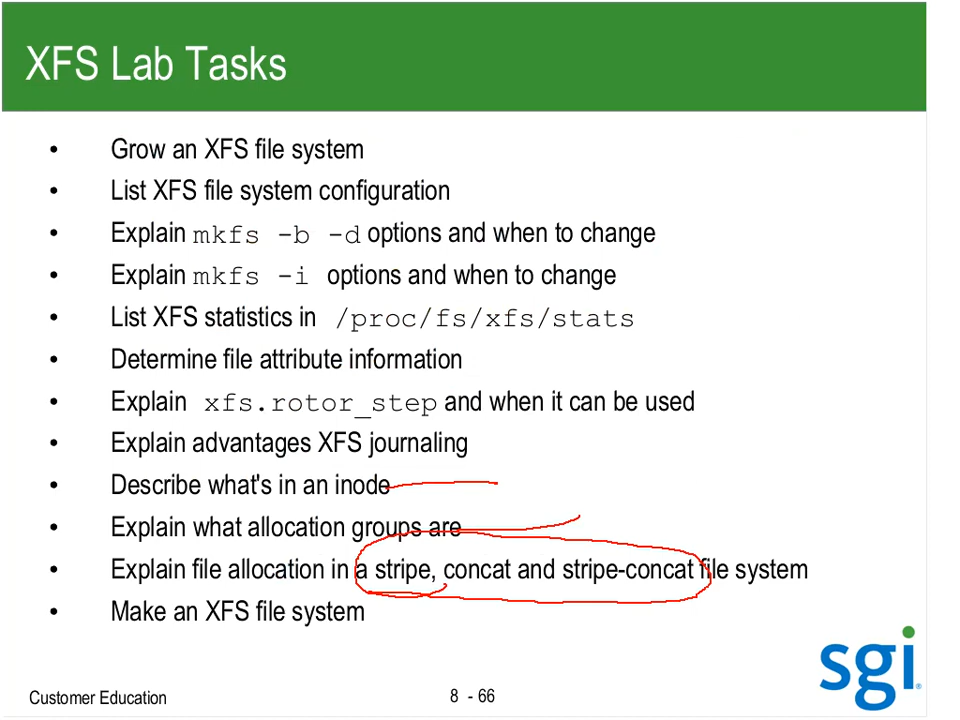 XFS Lab Tasks
• Grow an XFS file system
• List XFS file system configuration
• Explain mkfs -b -d options and when to change
• Explain mkfs -i options and when to change
• List XFS statistics in /proc/fs/xfs/stats
• Determine file attribute information
• Explain xfs.rotor_step and when it can be used
• Explain advantages XFS journaling
• Describe what's in an inode
• Explain what allocation groups are
• Explain file allocation in a stripe, concat and stripe-concat file system
• Make an XFS file system
sgi®
Customer Education 8 - 66